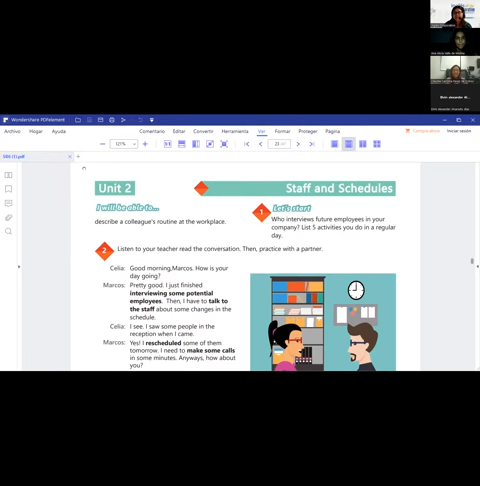 Wondershare PDFelement
Archivo Hogar Ayuda Comentario Editar Convertir Herramienta Ver Formar Proteger Página Iniciar sesión
121% 23
Unit 2 Staff and Schedules
I will be able to...
describe a colleague's routine at the workplace.
1 Let's start
Who interviews future employees in your
company? List 5 activities you do in a regular
day.
2 Listen to your teacher read the conversation. Then, practice with a partner.
Celia: Good morning,Marcos. How is your
day going?
Marcos: Pretty good. I just finished
interviewing some potential
employees. Then, I have to talk to
the staff about some changes in the
schedule.
Celia: I see. I saw some people in the
reception when I came.
Marcos: Yes! I rescheduled some of them
tomorrow. I need to make some calls
in some minutes. Anyways, how about
you?